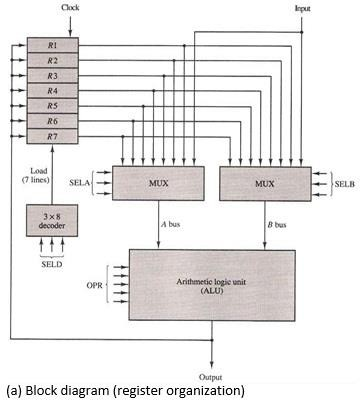 Clock
Input
R1
R2
R3
R4
R5
R6
R7
Load
(7 lines)
SELA
MUX
MUX
SELB
3 × 8
decoder
A bus
B bus
SELD
OPR
Arithmetic logic unit
(ALU)
Output
(a) Block diagram (register organization)